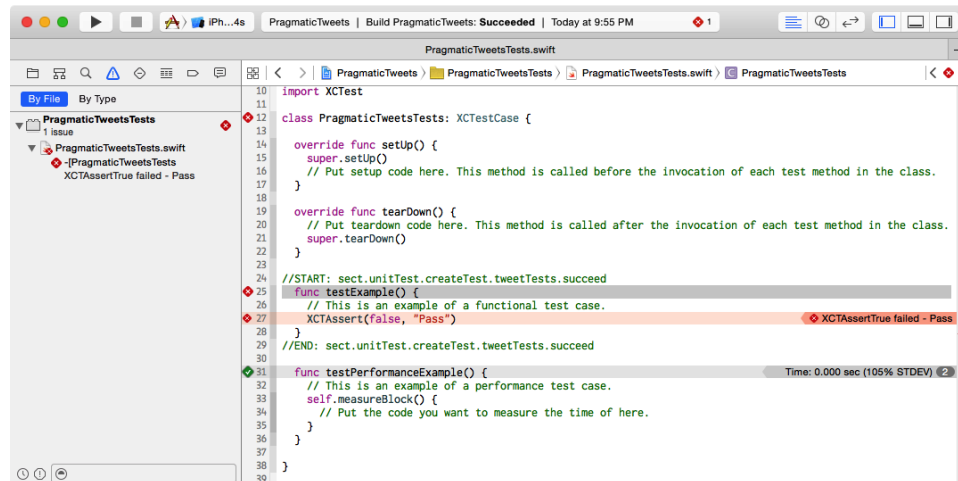 iPh...4s
PragmaticTweets | Build PragmaticTweets: Succeeded | Today at 9:55 PM
1
PragmaticTweetsTests.swift
PragmaticTweets
PragmaticTweetsTests
PragmaticTweetsTests.swift
C PragmaticTweetsTests
By File By Type
PragmaticTweetsTests
1 issue
PragmaticTweetsTests.swift
-[PragmaticTweetsTests
XCTAssertTrue failed - Pass
10 import XCTest
11
12 class PragmaticTweetsTests: XCTestCase {
13
14 override func setUp() {
15 super.setUp()
16 // Put setup code here. This method is called before the invocation of each test method in the class.
17 }
18
19 override func tearDown() {
20 // Put teardown code here. This method is called after the invocation of each test method in the class.
21 super.tearDown()
22 }
23
24 //START: sect.unitTest.createTest.tweetTests.succeed
25 func testExample() {
26 // This is an example of a functional test case.
27 XCTAssert(false, "Pass") XCTAssertTrue failed - Pass
28 }
29 //END: sect.unitTest.createTest.tweetTests.succeed
30
31 func testPerformanceExample() { Time: 0.000 sec (105% STDEV) 2
32 // This is an example of a performance test case.
33 self.measureBlock() {
34 // Put the code you want to measure the time of here.
35 }
36 }
37
38 }
39